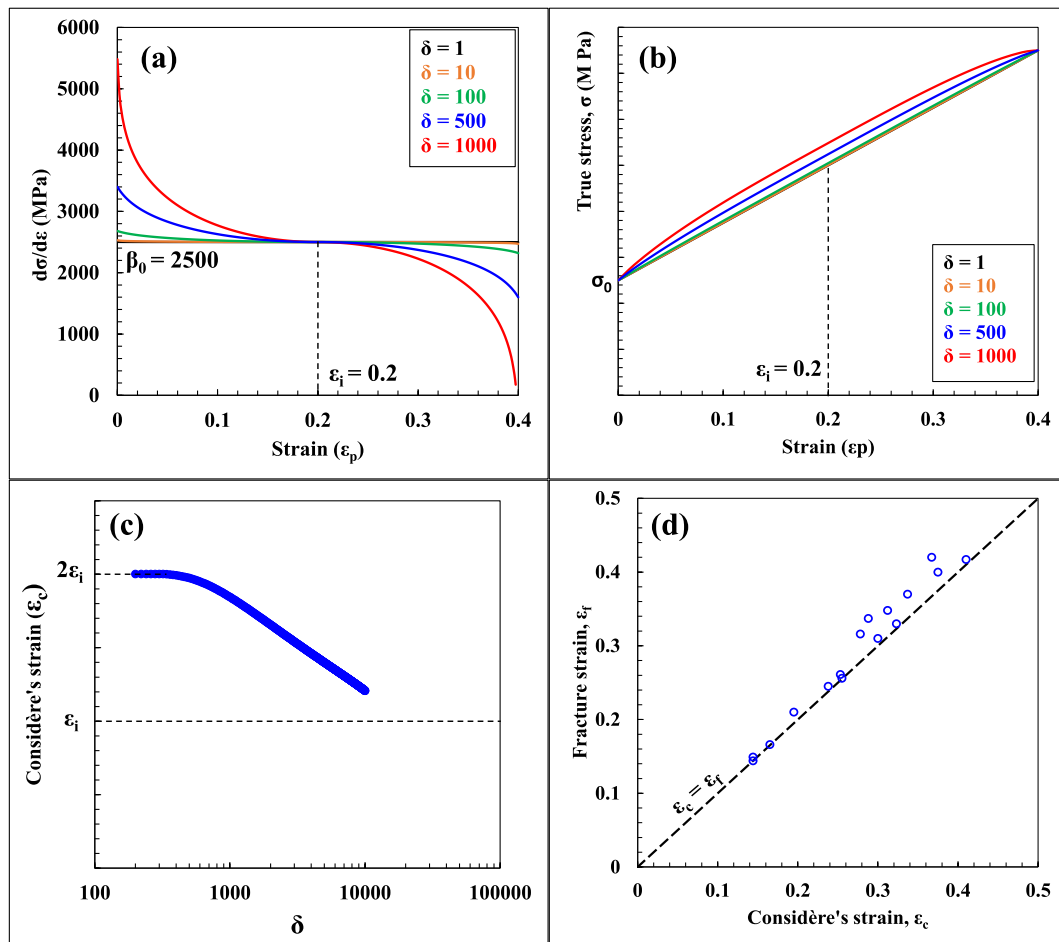 (a)
6000
5000
4000
3000
2000
1000
0
dσ/dε (MPa)
δ = 1
δ = 10
δ = 100
δ = 500
δ = 1000
β0 = 2500
εi = 0.2
0 0.1 0.2 0.3 0.4
Strain (εp)
(b)
True stress, σ (M Pa)
σ0
δ = 1
δ = 10
δ = 100
δ = 500
δ = 1000
εi = 0.2
0 0.1 0.2 0.3 0.4
Strain (εp)
(c)
Considère's strain (εc)
2εi
εi
100 1000 10000 100000
δ
(d)
0.5
0.4
0.3
0.2
0.1
0
Fracture strain, εf
εc = εf
0 0.1 0.2 0.3 0.4 0.5
Considère's strain, εc